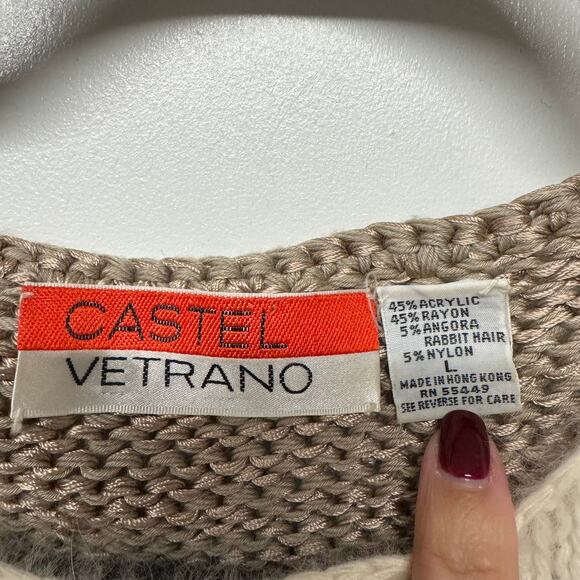 CASTEL
VETRANO
45% ACRYLIC
45% RAYON
5% ANGORA
RABBIT HAIR
5% NYLON
L
MADE IN HONG KONG
RN 55449
SEE REVERSE FOR CARE